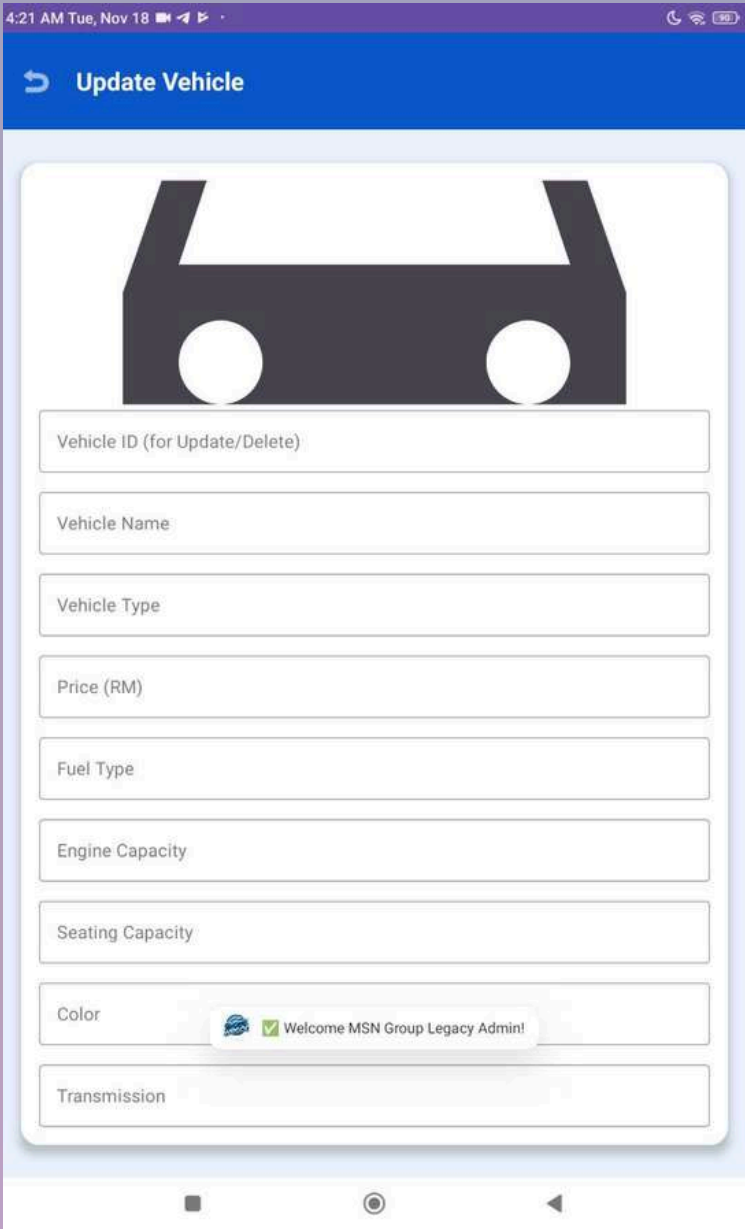 4:21 AM Tue, Nov 18
90
Update Vehicle
Vehicle ID (for Update/Delete)
Vehicle Name
Vehicle Type
Price (RM)
Fuel Type
Engine Capacity
Seating Capacity
Color
✅ Welcome MSN Group Legacy Admin!
Transmission